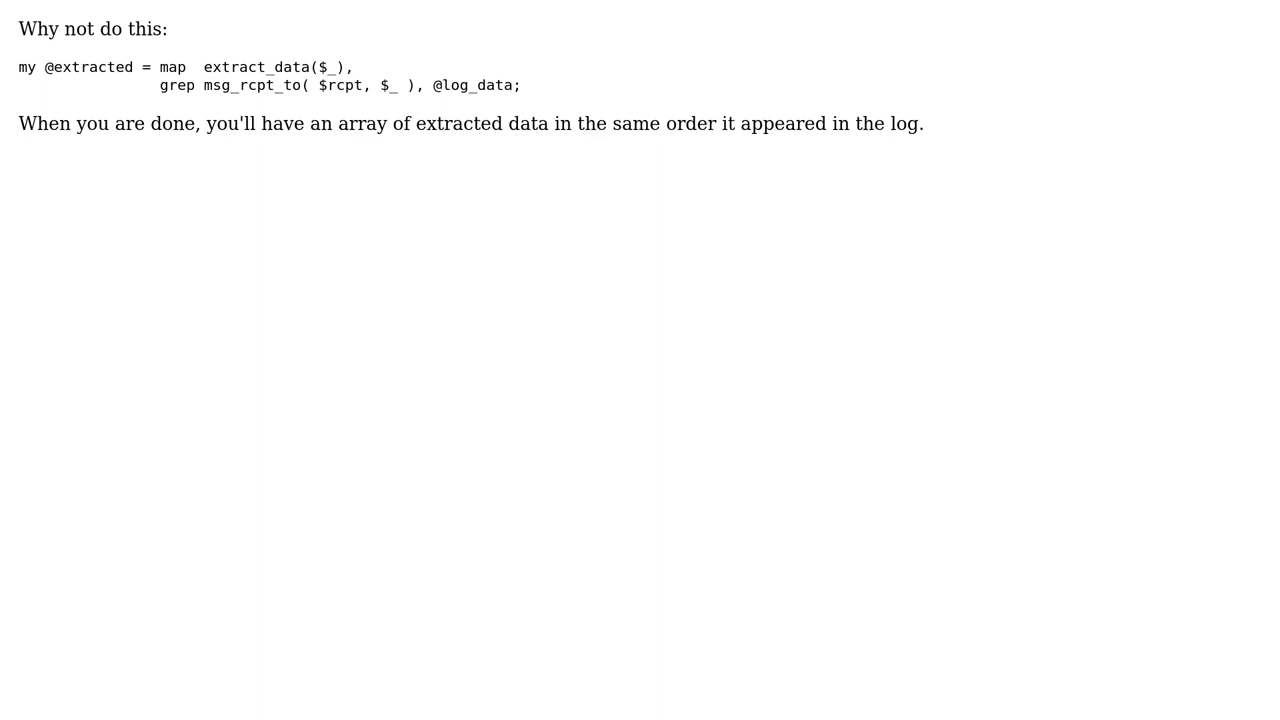 Why not do this:
my @extracted = map  extract_data($_),
                grep msg_rcpt_to( $rcpt, $_ ), @log_data;
When you are done, you'll have an array of extracted data in the same order it appeared in the log.